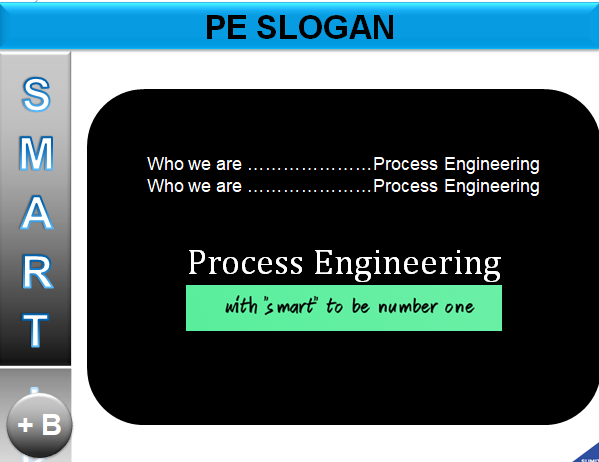 PE SLOGAN
S
M
A
R
T
+ B
Who we are …………………Process Engineering
Who we are …………………Process Engineering
Process Engineering
with "smart" to be number one